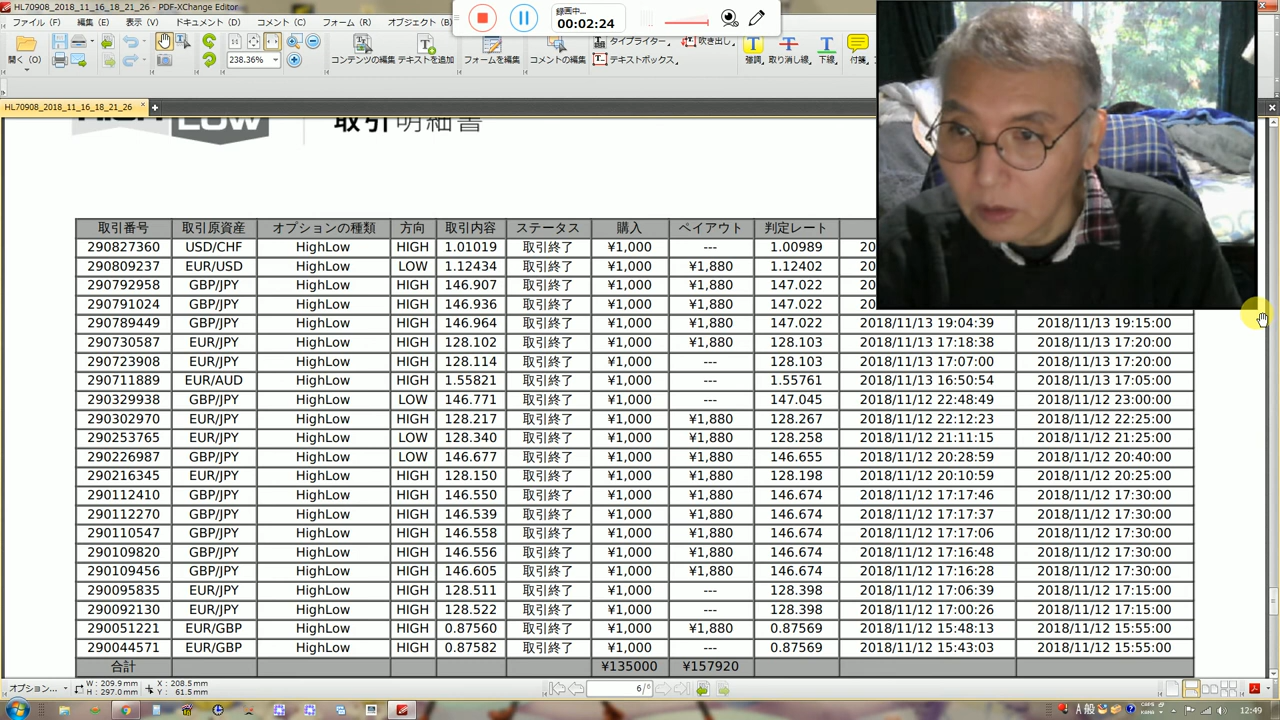 HL70908_2018_11_16_18_21_26 - PDF-XChange Editor
ファイル（F） 編集（E） 表示（V） ドキュメント（D） コメント（C） フォーム（R） オブジェクト（B）
録画中...
00:02:24
開く（O）
238.36%
コンテンツの編集 テキストを追加 フォームを編集 コメントの編集
タイプライター 吹き出し
テキストボックス
強調 取り消し線 下線 付箋
HL70908_2018_11_16_18_21_26
HIGH LOW 取引明細書
取引番号 取引原資産 オプションの種類 方向 取引内容 ステータス 購入 ペイアウト 判定レート
290827360 USD/CHF HighLow HIGH 1.01019 取引終了 ¥1,000 --- 1.00989 20
290809237 EUR/USD HighLow LOW 1.12434 取引終了 ¥1,000 ¥1,880 1.12402 20
290792958 GBP/JPY HighLow HIGH 146.907 取引終了 ¥1,000 ¥1,880 147.022 20
290791024 GBP/JPY HighLow HIGH 146.936 取引終了 ¥1,000 ¥1,880 147.022 20
290789449 GBP/JPY HighLow HIGH 146.964 取引終了 ¥1,000 ¥1,880 147.022 2018/11/13 19:04:39 2018/11/13 19:15:00
290730587 EUR/JPY HighLow HIGH 128.102 取引終了 ¥1,000 ¥1,880 128.103 2018/11/13 17:18:38 2018/11/13 17:20:00
290723908 EUR/JPY HighLow HIGH 128.114 取引終了 ¥1,000 --- 128.103 2018/11/13 17:07:00 2018/11/13 17:20:00
290711889 EUR/AUD HighLow HIGH 1.55821 取引終了 ¥1,000 --- 1.55761 2018/11/13 16:50:54 2018/11/13 17:05:00
290329938 GBP/JPY HighLow LOW 146.771 取引終了 ¥1,000 --- 147.045 2018/11/12 22:48:49 2018/11/12 23:00:00
290302970 EUR/JPY HighLow HIGH 128.217 取引終了 ¥1,000 ¥1,880 128.267 2018/11/12 22:12:23 2018/11/12 22:25:00
290253765 EUR/JPY HighLow LOW 128.340 取引終了 ¥1,000 ¥1,880 128.258 2018/11/12 21:11:15 2018/11/12 21:25:00
290226987 GBP/JPY HighLow LOW 146.677 取引終了 ¥1,000 ¥1,880 146.655 2018/11/12 20:28:59 2018/11/12 20:40:00
290216345 EUR/JPY HighLow HIGH 128.150 取引終了 ¥1,000 ¥1,880 128.198 2018/11/12 20:10:59 2018/11/12 20:25:00
290112410 GBP/JPY HighLow HIGH 146.550 取引終了 ¥1,000 ¥1,880 146.674 2018/11/12 17:17:46 2018/11/12 17:30:00
290112270 GBP/JPY HighLow HIGH 146.539 取引終了 ¥1,000 ¥1,880 146.674 2018/11/12 17:17:37 2018/11/12 17:30:00
290110547 GBP/JPY HighLow HIGH 146.558 取引終了 ¥1,000 ¥1,880 146.674 2018/11/12 17:17:06 2018/11/12 17:30:00
290109820 GBP/JPY HighLow HIGH 146.556 取引終了 ¥1,000 ¥1,880 146.674 2018/11/12 17:16:48 2018/11/12 17:30:00
290109456 GBP/JPY HighLow HIGH 146.605 取引終了 ¥1,000 ¥1,880 146.674 2018/11/12 17:16:28 2018/11/12 17:30:00
290095835 EUR/JPY HighLow HIGH 128.511 取引終了 ¥1,000 --- 128.398 2018/11/12 17:06:39 2018/11/12 17:15:00
290092130 EUR/JPY HighLow HIGH 128.522 取引終了 ¥1,000 --- 128.398 2018/11/12 17:00:26 2018/11/12 17:15:00
290051221 EUR/GBP HighLow HIGH 0.87560 取引終了 ¥1,000 ¥1,880 0.87569 2018/11/12 15:48:13 2018/11/12 15:55:00
290044571 EUR/GBP HighLow HIGH 0.87582 取引終了 ¥1,000 --- 0.87569 2018/11/12 15:43:03 2018/11/12 15:55:00
合計 ¥135000 ¥157920
オプション... W: 209.9mm X: 208.5mm
H: 297.0mm Y: 61.5mm
6/6
A 般 CAPS KANA 12:49